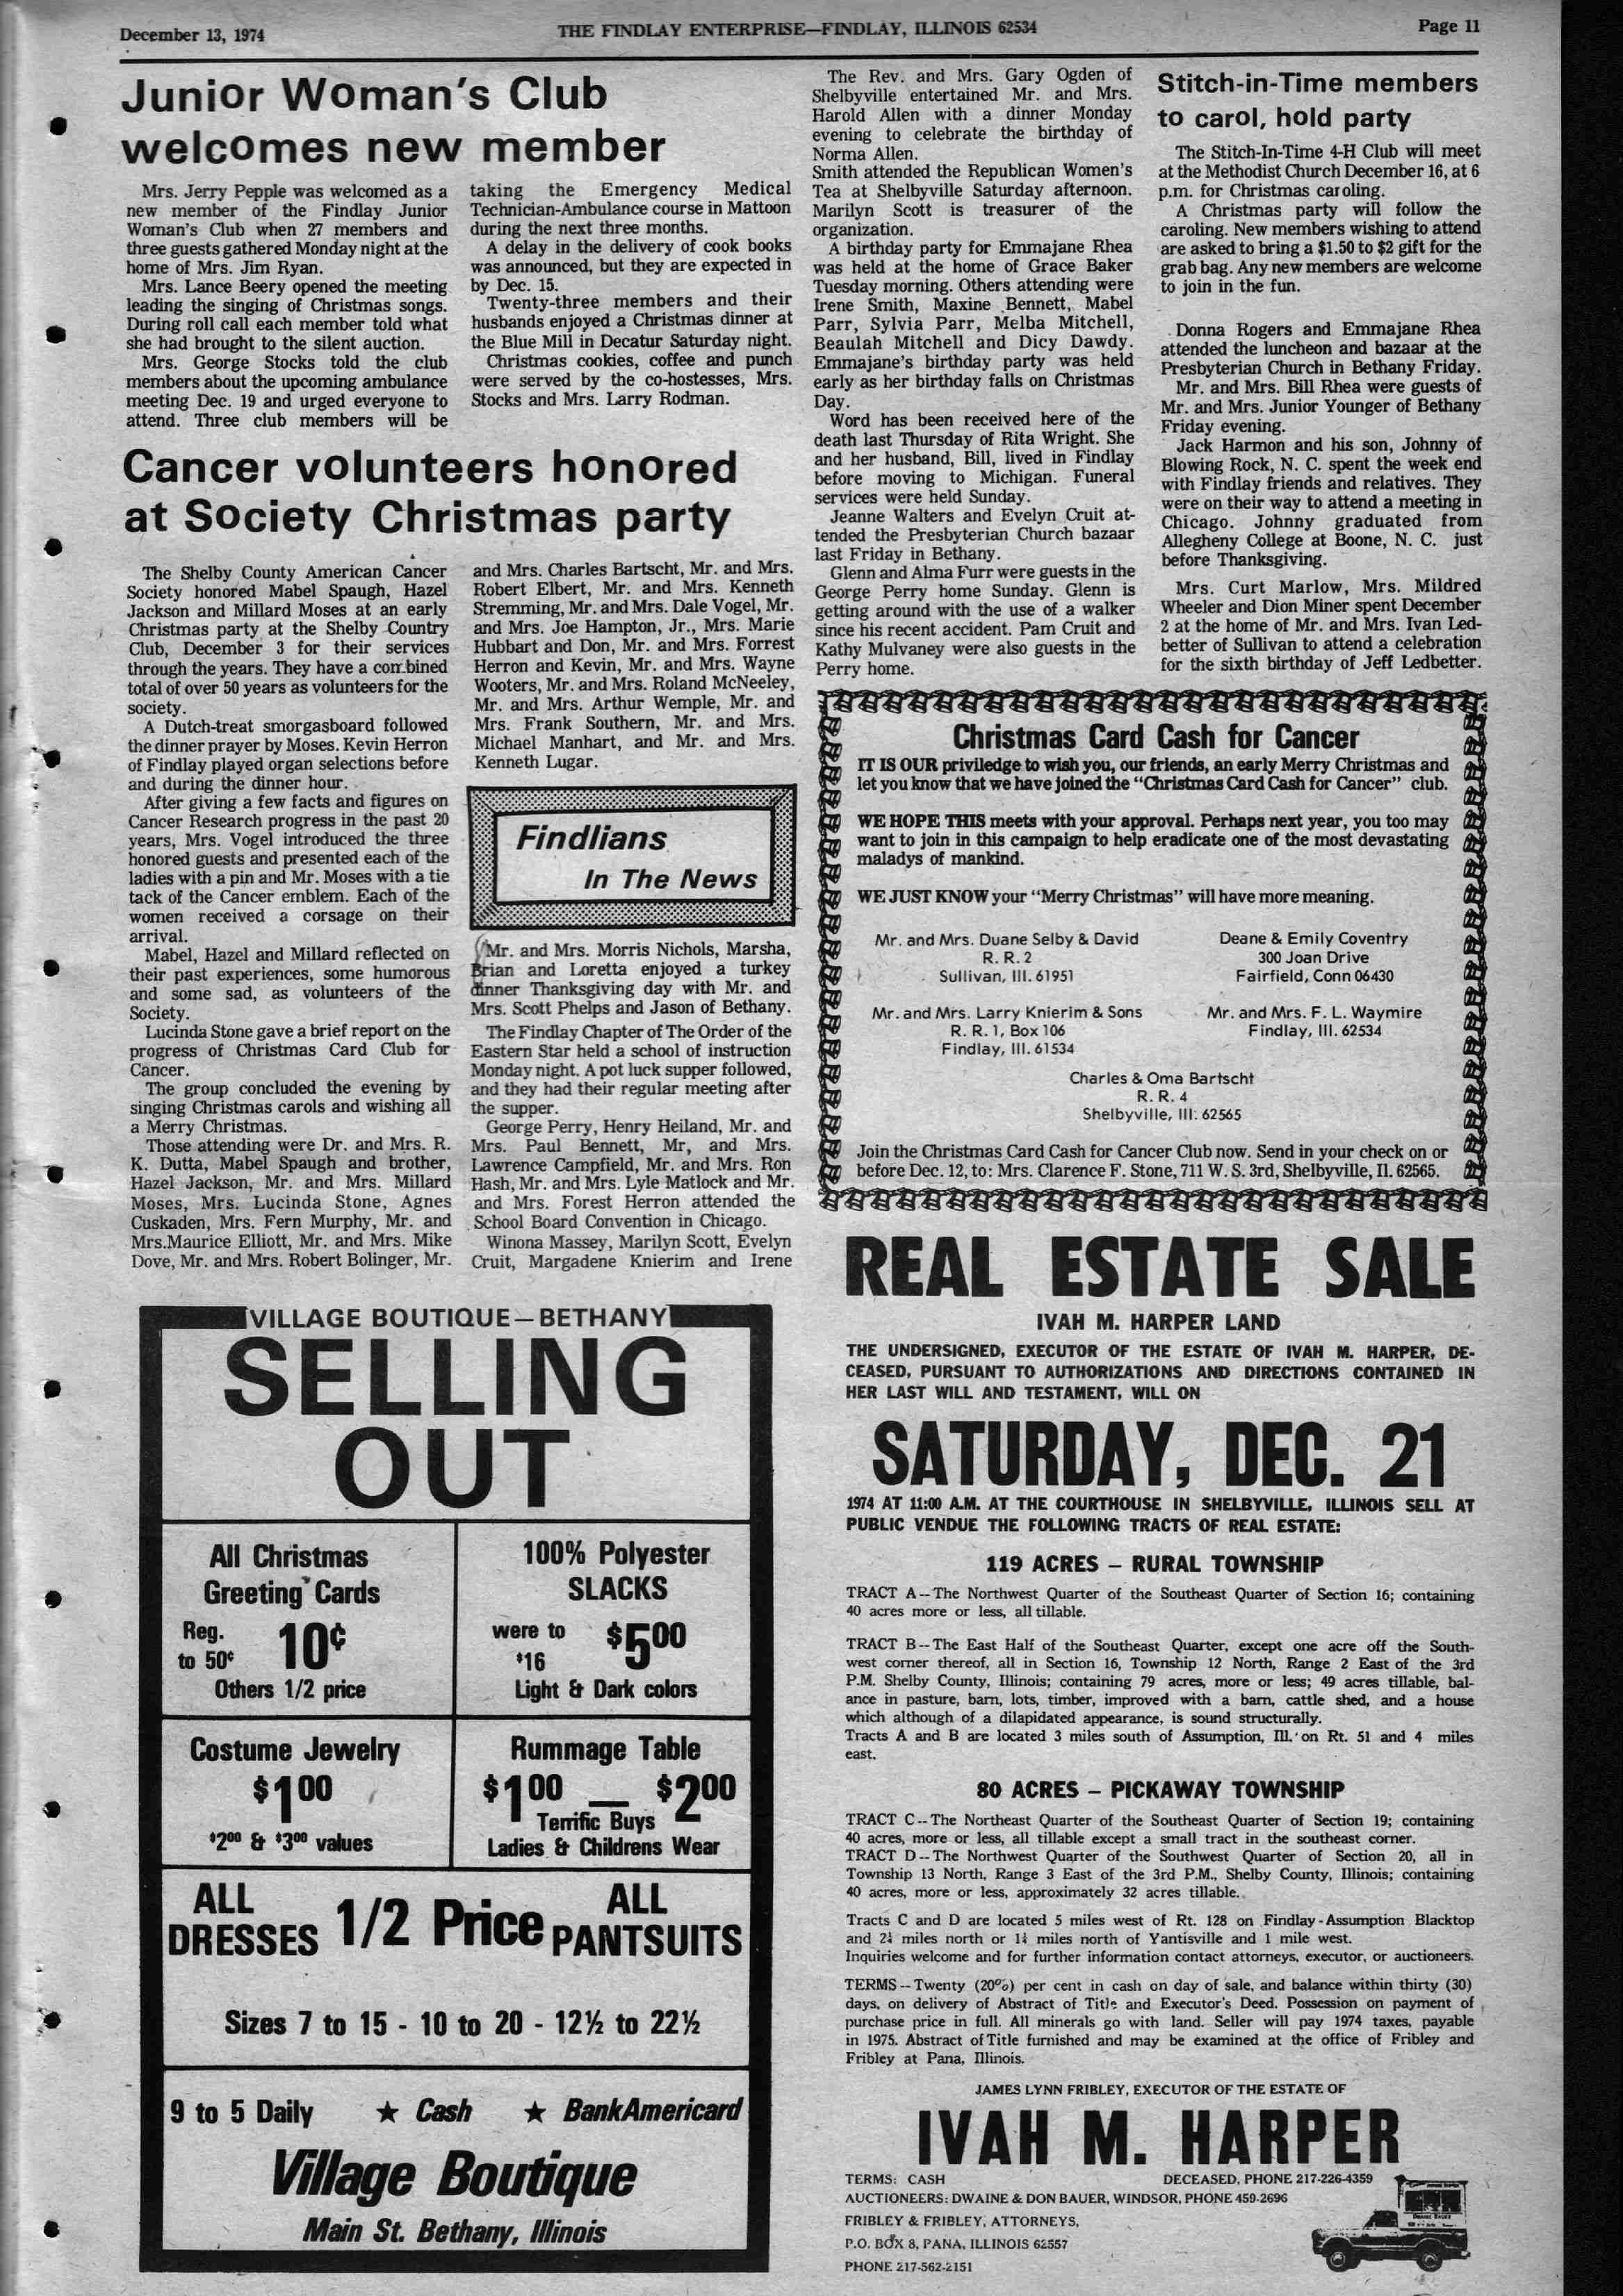 December 13, 1974
THE FINDLAY ENTERPRISE—FINDLAY, ILLINOIS 62534
Page 11
Junior Woman's Club
welcomes new member
Mrs. Jerry Pepple was welcomed as a
new member of the Findlay Junior
Woman's Club when 27 members and
three guests gathered Monday night at the
home of Mrs. Jim Ryan.
Mrs. Lance Beery opened the meeting
leading the singing of Christmas songs.
During roll call each member told what
she had brought to the silent auction.
Mrs. George Stocks told the club
members about the upcoming ambulance
meeting Dec. 19 and urged everyone to
attend. Three club members will be
taking the Emergency Medical
Technician-Ambulance course in Mattoon
during the next three months.
A delay in the delivery of cook books
was announced, but they are expected in
by Dec. 15.
Twenty-three members and their
husbands enjoyed a Christmas dinner at
the Blue Mill in Decatur Saturday night.
Christmas cookies, coffee and punch
were served by the co-hostesses, Mrs.
Stocks and Mrs. Larry Rodman.
Cancer volunteers honored
at Society Christmas party
The Shelby County American Cancer
Society honored Mabel Spaugh, Hazel
Jackson and Millard Moses at an early
Christmas party at the Shelby Country
Club, December 3 for their services
through the years. They have a combined
total of over 50 years as volunteers for the
society.
A Dutch-treat smorgasboard followed
the dinner prayer by Moses. Kevin Herron
of Findlay played organ selections before
and during the dinner hour.
After giving a few facts and figures on
Cancer Research progress in the past 20
years, Mrs. Vogel introduced the three
honored guests and presented each of the
ladies with a pin and Mr. Moses with a tie
tack of the Cancer emblem. Each of the
women received a corsage on their
arrival.
Mabel, Hazel and Millard reflected on
their past experiences, some humorous
and some sad, as volunteers of the
Society.
Lucinda Stone gave a brief report on the
progress of Christmas Card Club for
Cancer.
The group concluded the evening by
singing Christmas carols and wishing all
a Merry Christmas.
Those attending were Dr. and Mrs. R.
K. Dutta, Mabel Spaugh and brother,
Hazel Jackson, Mr. and Mrs. Millard
Moses, Mrs. Lucinda Stone, Agnes
Cuskaden, Mrs. Fern Murphy, Mr. and
Mrs.Maurice Elliott, Mr. and Mrs. Mike
Dove, Mr. and Mrs. Robert Bolinger, Mr.
and Mrs. Charles Bartscht, Mr. and Mrs.
Robert Elbert, Mr. and Mrs. Kenneth
Stremming, Mr. and Mrs. Dale Vogel, Mr.
and Mrs. Joe Hampton, Jr., Mrs. Marie
Hubbart and Don, Mr. and Mrs. Forrest
Herron and Kevin, Mr. and Mrs. Wayne
Wooters, Mr. and Mrs. Roland McNeeley,
Mr. and Mrs. Arthur Wemple, Mr. and
Mrs. Frank Southern, Mr. and Mrs.
Michael Manhart, and Mr. and Mrs.
Kenneth Lugar.
Findlians
In The News
Mr. and Mrs. Morris Nichols, Marsha,
Brian and Loretta enjoyed a turkey
dinner Thanksgiving day with Mr. and
Mrs. Scott Phelps and Jason of Bethany.
The Findlay Chapter of The Order of the
Eastern Star held a school of instruction
Monday night. A pot luck supper followed,
and they had their regular meeting after
the supper.
George Perry, Henry Heiland, Mr. and
Mrs. Paul Bennett, Mr, and Mrs.
Lawrence Campfield, Mr. and Mrs. Ron
Hash, Mr. and Mrs. Lyle Matlock and Mr.
and Mrs. Forest Herron attended the
School Board Convention in Chicago.
Winona Massey, Marilyn Scott, Evelyn
Cruit, Margadene Knierim and Irene
The Rev. and Mrs. Gary Ogden of
Shelbyville entertained Mr. and Mrs.
Harold Allen with a dinner Monday
evening to celebrate the birthday of
Norma Allen.
Smith attended the Republican Women's
Tea at Shelbyville Saturday afternoon.
Marilyn Scott is treasurer of the
organization.
A birthday party for Emmajane Rhea
was held at the home of Grace Baker
Tuesday morning. Others attending were
Irene Smith, Maxine Bennett, Mabel
Parr, Sylvia Parr, Melba Mitchell,
Beaulah Mitchell and Dicy Dawdy.
Emmajane's birthday party was held
early as her birthday falls on Christmas
Day.
Word has been received here of the
death last Thursday of Rita Wright. She
and her husband, Bill, lived in Findlay
before moving to Michigan. Funeral
services were held Sunday.
Jeanne Walters and Evelyn Cruit at-
tended the Presbyterian Church bazaar
last Friday in Bethany.
Glenn and Alma Furr were guests in the
George Perry home Sunday. Glenn is
getting around with the use of a walker
since his recent accident. Pam Cruit and
Kathy Mulvaney were also guests in the
Perry home.
Stitch-in-Time members
to carol, hold party
The Stitch-In-Time 4-H Club will meet
at the Methodist Church December 16, at 6
p.m. for Christmas caroling.
A Christmas party will follow the
caroling. New members wishing to attend
are asked to bring a $1.50 to $2 gift for the
grab bag. Any new members are welcome
to join in the fun.
Donna Rogers and Emmajane Rhea
attended the luncheon and bazaar at the
Presbyterian Church in Bethany Friday.
Mr. and Mrs. Bill Rhea were guests of
Mr. and Mrs. Junior Younger of Bethany
Friday evening.
Jack Harmon and his son, Johnny of
Blowing Rock, N. C. spent the week end
with Findlay friends and relatives. They
were on their way to attend a meeting in
Chicago. Johnny graduated from
Allegheny College at Boone, N. C. just
before Thanksgiving.
Mrs. Curt Marlow, Mrs. Mildred
Wheeler and Dion Miner spent December
2 at the home of Mr. and Mrs. Ivan Led-
better of Sullivan to attend a celebration
for the sixth birthday of Jeff Ledbetter.
Christmas Card Cash for Cancer
IT IS OUR priviledge to wish you, our friends, an early Merry Christmas and
let you know that we have joined the "Christmas Card Cash for Cancer" club.
WE HOPE THIS meets with your approval. Perhaps next year, you too may
want to join in this campaign to help eradicate one of the most devastating
maladys of mankind.
WE JUST KNOW your "Merry Christmas" will have more meaning.
Mr. and Mrs. Duane Selby & David
R. R. 2
Sullivan, Ill. 61951
Deane & Emily Coventry
300 Joan Drive
Fairfield, Conn 06430
Mr. and Mrs. Larry Knierim & Sons
R. R. 1, Box 106
Findlay, Ill. 61534
Mr. and Mrs. F. L. Waymire
Findlay, Ill. 62534
Charles & Oma Bartscht
R. R. 4
Shelbyville, Ill. 62565
Join the Christmas Card Cash for Cancer Club now. Send in your check on or
before Dec. 12, to: Mrs. Clarence F. Stone, 711 W. S. 3rd, Shelbyville, Il. 62565.
VILLAGE BOUTIQUE — BETHANY
SELLING
OUT
All Christmas
Greeting Cards
Reg.
to 50¢
10¢
Others 1/2 price
100% Polyester
SLACKS
were to
$16
$5.00
Light & Dark colors
Costume Jewelry
$1.00
$2.00 & $3.00 values
Rummage Table
$1.00 — $2.00
Terrific Buys
Ladies & Childrens Wear
ALL
DRESSES
1/2 Price
ALL
PANTSUITS
Sizes 7 to 15 - 10 to 20 - 12½ to 22½
9 to 5 Daily ★ Cash ★ BankAmericard
Village Boutique
Main St. Bethany, Illinois
REAL ESTATE SALE
IVAH M. HARPER LAND
THE UNDERSIGNED, EXECUTOR OF THE ESTATE OF IVAH M. HARPER, DE-
CEASED, PURSUANT TO AUTHORIZATIONS AND DIRECTIONS CONTAINED IN
HER LAST WILL AND TESTAMENT, WILL ON
SATURDAY, DEC. 21
1974 AT 11:00 A.M. AT THE COURTHOUSE IN SHELBYVILLE, ILLINOIS SELL AT
PUBLIC VENDUE THE FOLLOWING TRACTS OF REAL ESTATE:
119 ACRES — RURAL TOWNSHIP
TRACT A -- The Northwest Quarter of the Southeast Quarter of Section 16; containing
40 acres more or less, all tillable.
TRACT B -- The East Half of the Southeast Quarter, except one acre off the South-
west corner thereof, all in Section 16, Township 12 North, Range 2 East of the 3rd
P.M. Shelby County, Illinois; containing 79 acres, more or less; 49 acres tillable, bal-
ance in pasture, barn, lots, timber, improved with a barn, cattle shed, and a house
which although of a dilapidated appearance, is sound structurally.
Tracts A and B are located 3 miles south of Assumption, Ill. on Rt. 51 and 4 miles
east.
80 ACRES — PICKAWAY TOWNSHIP
TRACT C -- The Northeast Quarter of the Southeast Quarter of Section 19; containing
40 acres, more or less, all tillable except a small tract in the southeast corner.
TRACT D -- The Northwest Quarter of the Southwest Quarter of Section 20, all in
Township 13 North, Range 3 East of the 3rd P.M., Shelby County, Illinois; containing
40 acres, more or less, approximately 32 acres tillable.
Tracts C and D are located 5 miles west of Rt. 128 on Findlay - Assumption Blacktop
and miles north or miles north of Yantisville and 1 mile west.
Inquiries welcome and for further information contact attorneys, executor, or auctioneers.
TERMS -- Twenty (20%) per cent in cash on day of sale, and balance within thirty (30)
days, on delivery of Abstract of Title and Executor's Deed. Possession on payment of
purchase price in full. All minerals go with land. Seller will pay 1974 taxes, payable
in 1975. Abstract of Title furnished and may be examined at the office of Fribley and
Fribley at Pana, Illinois.
JAMES LYNN FRIBLEY, EXECUTOR OF THE ESTATE OF
IVAH M. HARPER
TERMS: CASH
DECEASED, PHONE 217-226-4359
AUCTIONEERS: DWAINE & DON BAUER, WINDSOR, PHONE 459-2696
FRIBLEY & FRIBLEY, ATTORNEYS,
P.O. BOX 8, PANA, ILLINOIS 62557
PHONE 217-562-2151